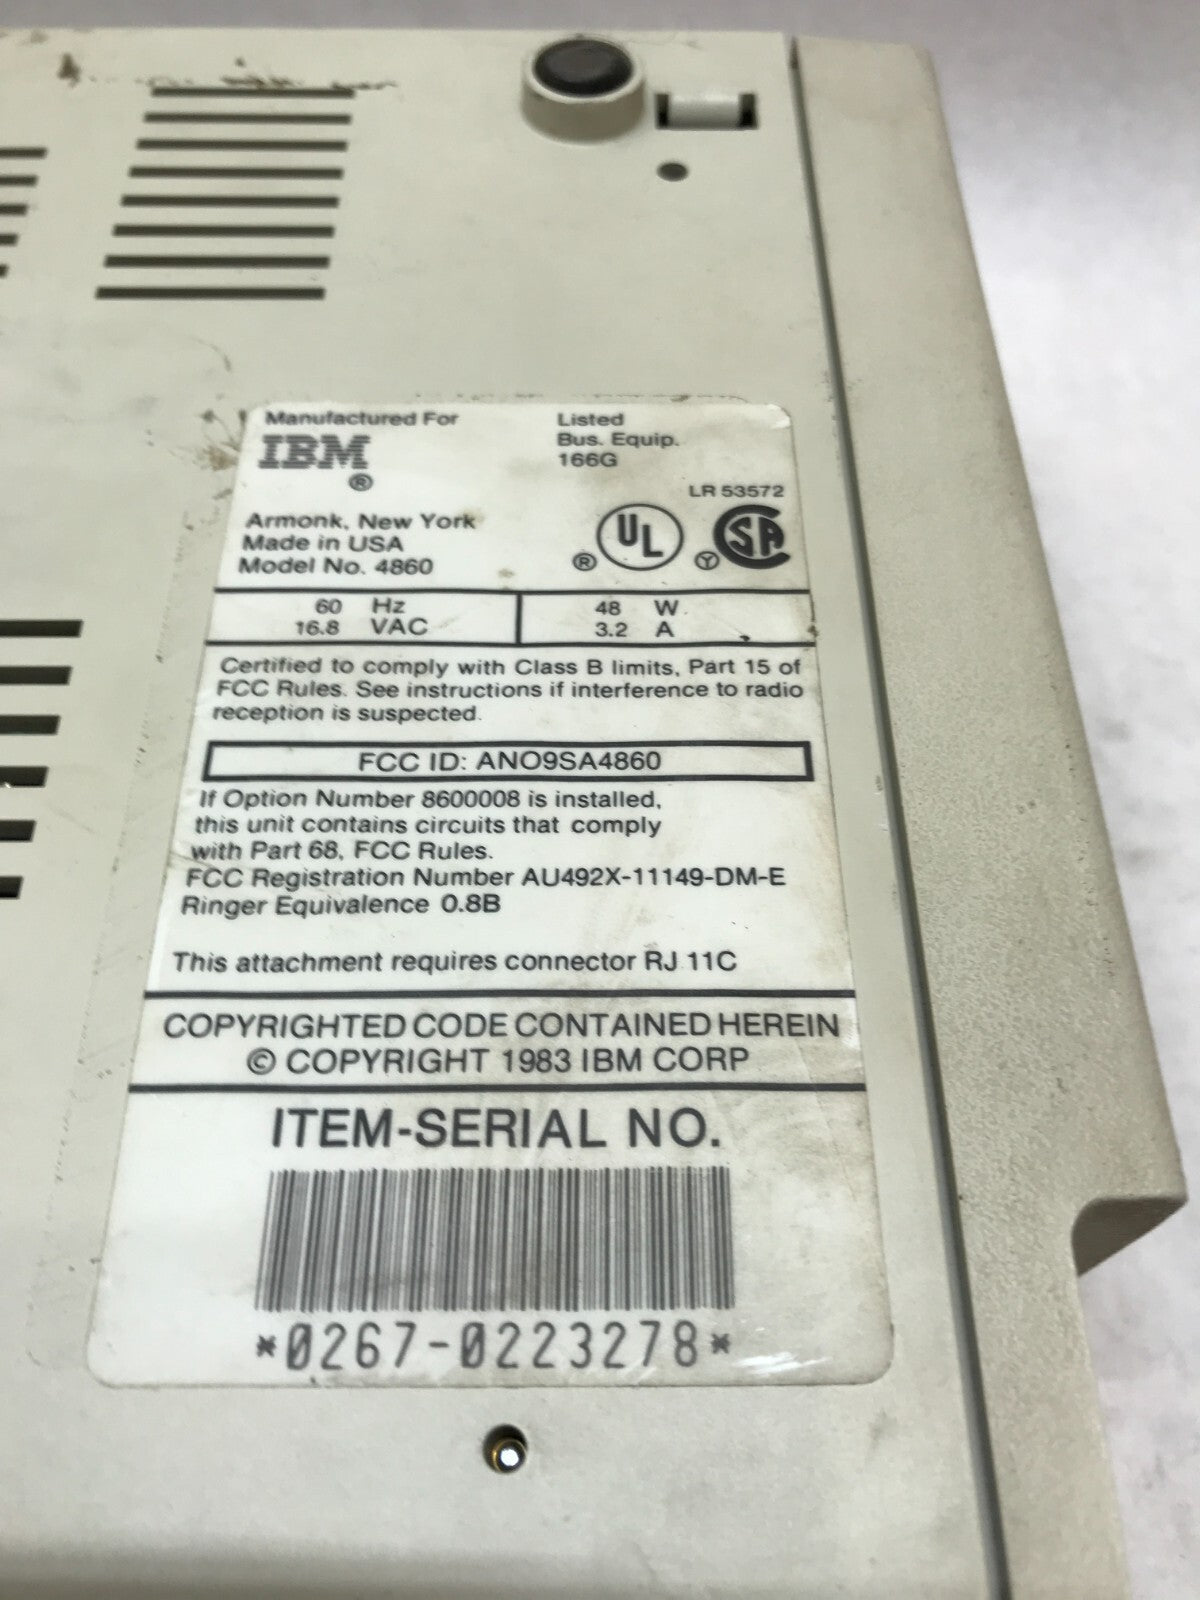 Manufactured For
IBM
®
Armonk, New York
Made in USA
Model No. 4860
Listed
Bus. Equip.
166G
LR 53572
® UL Ⓨ SA
60 Hz
16.8 VAC
48 W
3.2 A
Certified to comply with Class B limits, Part 15 of
FCC Rules. See instructions if interference to radio
reception is suspected.
FCC ID: ANO9SA4860
If Option Number 8600008 is installed,
this unit contains circuits that comply
with Part 68, FCC Rules.
FCC Registration Number AU492X-11149-DM-E
Ringer Equivalence 0.8B
This attachment requires connector RJ 11C
COPYRIGHTED CODE CONTAINED HEREIN
© COPYRIGHT 1983 IBM CORP
ITEM-SERIAL NO.
*0267-0223278*